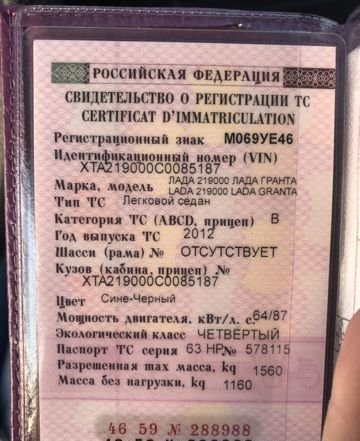 РОССИЙСКАЯ ФЕДЕРАЦИЯ
СВИДЕТЕЛЬСТВО О РЕГИСТРАЦИИ ТС
CERTIFICAT D'IMMATRICULATION
Регистрационный знак М069УЕ46
Идентификационный номер (VIN)
XTA219000C0085187
Марка, модель LADA 219000 ЛАДА ГРАНТА
LADA 219000 LADA GRANTA
Тип ТС Легковой седан
Категория ТС (ABCD, прицеп) B
Год выпуска ТС 2012
Шасси (рама) № ОТСУТСТВУЕТ
Кузов (кабина, прицеп) №
XTA219000C0085187
Цвет Сине-Черный
Мощность двигателя, кВт/л. с. 64/87
Экологический класс ЧЕТВЁРТЫЙ
Паспорт ТС серия 63 НР № 578115
Разрешенная max масса, kg 1560
Масса без нагрузки, kg 1160
46 59 № 288988